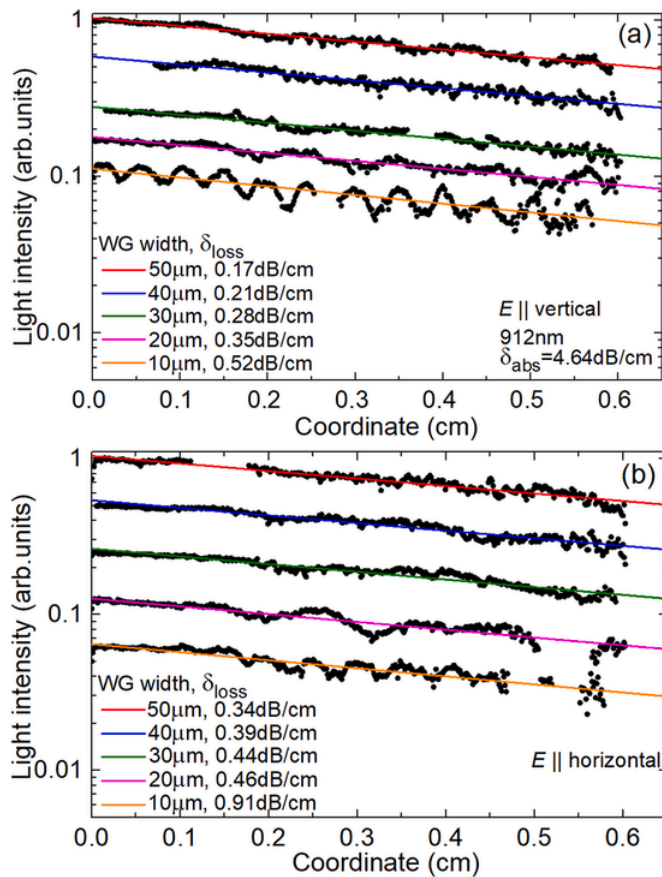 (a)
Light intensity (arb.units)
1
0.1
0.01
WG width, δloss
50μm, 0.17dB/cm
40μm, 0.21dB/cm
30μm, 0.28dB/cm
20μm, 0.35dB/cm
10μm, 0.52dB/cm
E || vertical
912nm
δabs=4.64dB/cm
0.0 0.1 0.2 0.3 0.4 0.5 0.6
Coordinate (cm)
(b)
Light intensity (arb.units)
1
0.1
0.01
WG width, δloss
50μm, 0.34dB/cm
40μm, 0.39dB/cm
30μm, 0.44dB/cm
20μm, 0.46dB/cm
10μm, 0.91dB/cm
E || horizontal
0.0 0.1 0.2 0.3 0.4 0.5 0.6
Coordinate (cm)